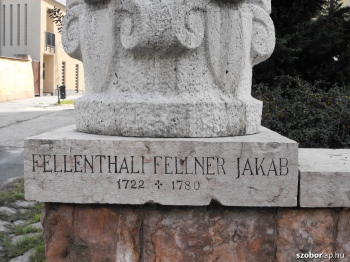 FELLENTHALI FELLNER JAKAB
1722 + 1780
szobor.ap.hu